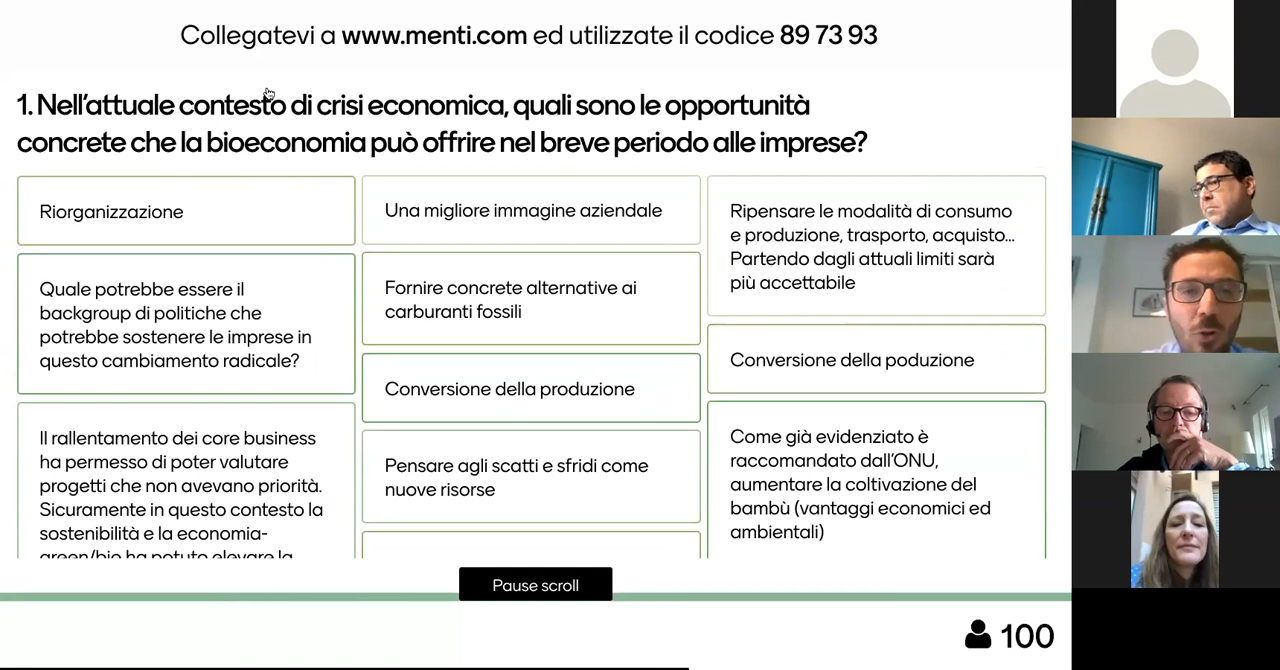 Collegatevi a www.menti.com ed utilizzate il codice 89 73 93
1. Nell'attuale contesto di crisi economica, quali sono le opportunità
concrete che la bioeconomia può offrire nel breve periodo alle imprese?
Riorganizzazione
Quale potrebbe essere il
backgroup di politiche che
potrebbe sostenere le imprese in
questo cambiamento radicale?
Il rallentamento dei core business
ha permesso di poter valutare
progetti che non avevano priorità.
Sicuramente in questo contesto la
sostenibilità e la economia-
green/bio ha potuto elevare la
Una migliore immagine aziendale
Fornire concrete alternative ai
carburanti fossili
Conversione della produzione
Pensare agli scatti e sfridi come
nuove risorse
Ripensare le modalità di consumo
e produzione, trasporto, acquisto...
Partendo dagli attuali limiti sarà
più accettabile
Conversione della poduzione
Come già evidenziato è
raccomandato dall'ONU,
aumentare la coltivazione del
bambù (vantaggi economici ed
ambientali)
Pause scroll
100